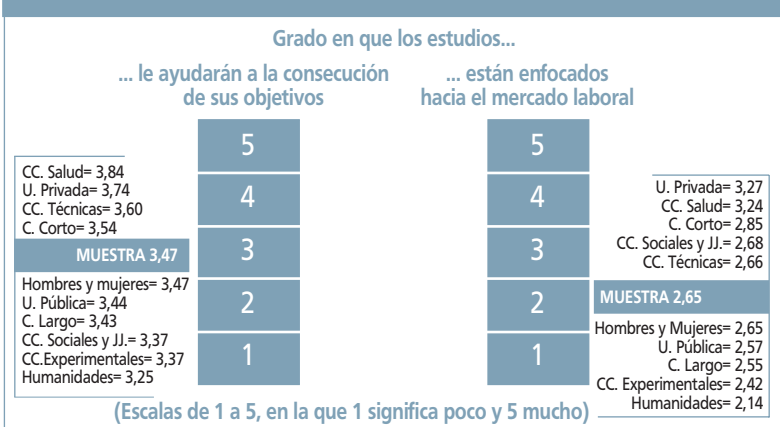 Grado en que los estudios...
... le ayudarán a la consecución
de sus objetivos
... están enfocados
hacia el mercado laboral
5
4
3
2
1
CC. Salud= 3,84
U. Privada= 3,74
CC. Técnicas= 3,60
C. Corto= 3,54
MUESTRA 3,47
Hombres y mujeres= 3,47
U. Pública= 3,44
C. Largo= 3,43
CC. Sociales y JJ.= 3,37
CC.Experimentales= 3,37
Humanidades= 3,25
5
4
3
2
1
U. Privada= 3,27
CC. Salud= 3,24
C. Corto= 2,85
CC. Sociales y JJ.= 2,68
CC. Técnicas= 2,66
MUESTRA 2,65
Hombres y Mujeres= 2,65
U. Pública= 2,57
C. Largo= 2,55
CC. Experimentales= 2,42
Humanidades= 2,14
(Escalas de 1 a 5, en la que 1 significa poco y 5 mucho)